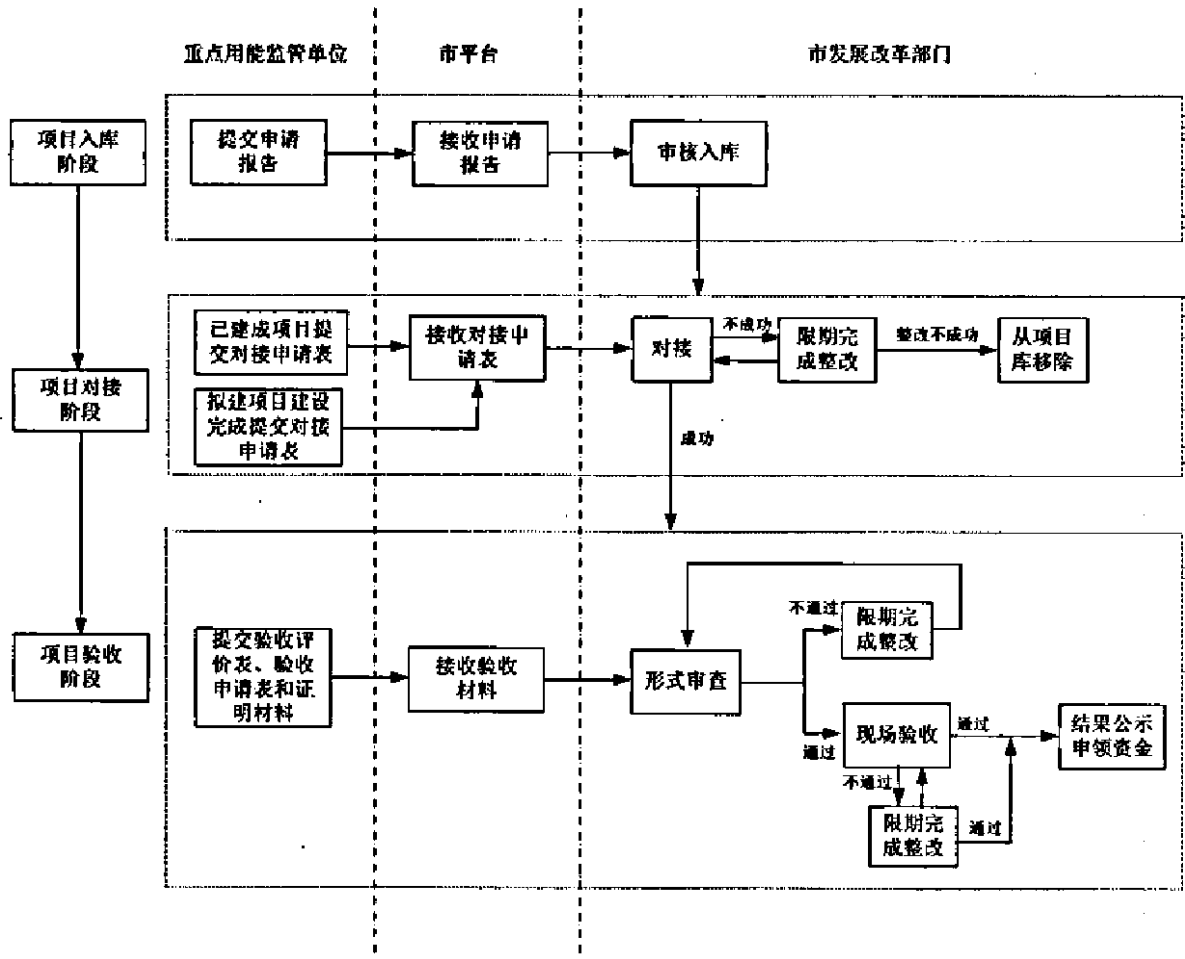 重点用能监管单位
市平台
市发展改革部门
项目入库
阶段
提交申请
报告
接收申请
报告
审核入库
项目对接
阶段
已建成项目提
交对接申请表
拟建项目建设
完成提交对接
申请表
接收对接申
请表
对接
不成功
限期完
成整改
整改不成功
从项目
库移除
成功
项目验收
阶段
提交验收评
价表、验收
申请表和证
明材料
接收验收
材料
形式审查
不通过
限期完
成整改
通过
现场验收
通过
结果公示
申领资金
不通过
限期完
成整改
通过